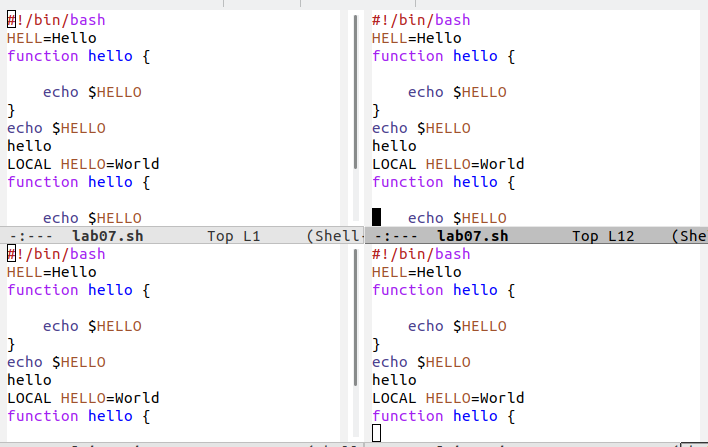 #!/bin/bash
HELL=Hello
function hello {
    echo $HELLO
}
echo $HELLO
hello
LOCAL HELLO=World
function hello {
    echo $HELLO
-:---  lab07.sh       Top L1     (Shell-
#!/bin/bash
HELL=Hello
function hello {
    echo $HELLO
}
echo $HELLO
hello
LOCAL HELLO=World
function hello {
    echo $HELLO
-:---  lab07.sh       Top L12    (She
#!/bin/bash
HELL=Hello
function hello {
    echo $HELLO
}
echo $HELLO
hello
LOCAL HELLO=World
function hello {
#!/bin/bash
HELL=Hello
function hello {
    echo $HELLO
}
echo $HELLO
hello
LOCAL HELLO=World
function hello {